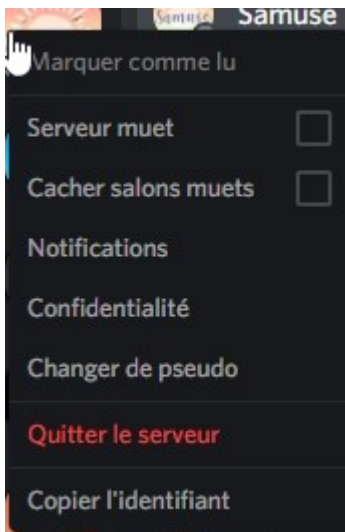 Samuse
Samuse
Marquer comme lu
Serveur muet
Cacher salons muets
Notifications
Confidentialité
Changer de pseudo
Quitter le serveur
Copier l'identifiant